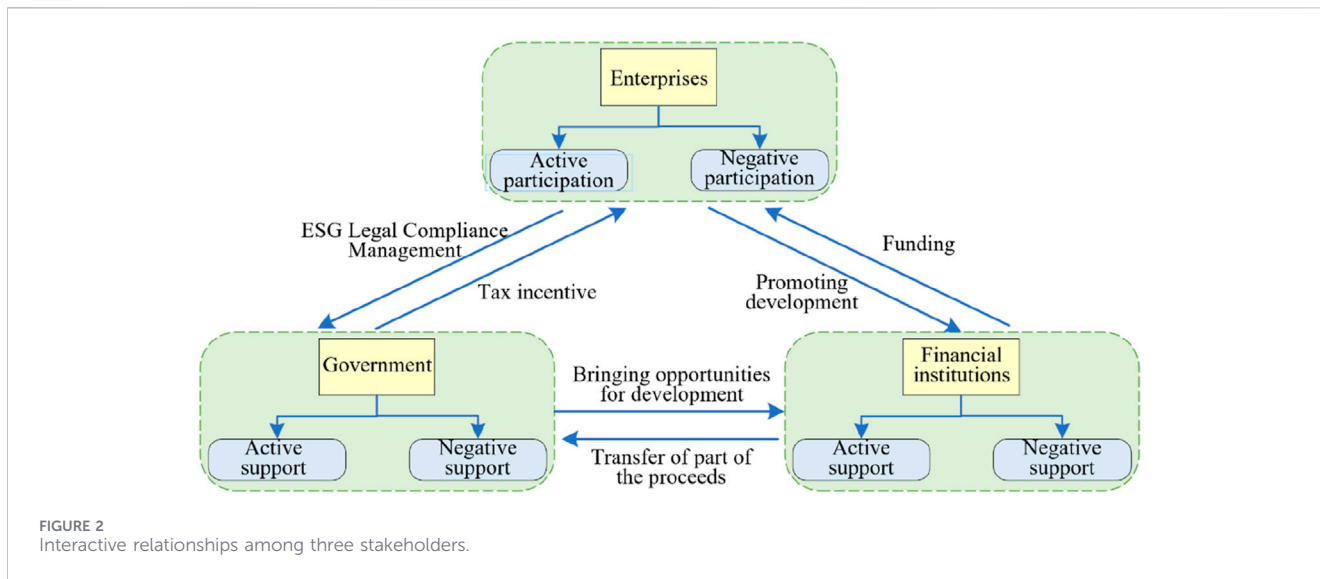 Enterprises
Active
participation
Negative
participation
ESG Legal Compliance
Management
Tax incentive
Funding
Promoting
development
Government
Active
support
Negative
support
Bringing opportunities
for development
Transfer of part of
the proceeds
Financial
institutions
Active
support
Negative
support
FIGURE 2
Interactive relationships among three stakeholders.